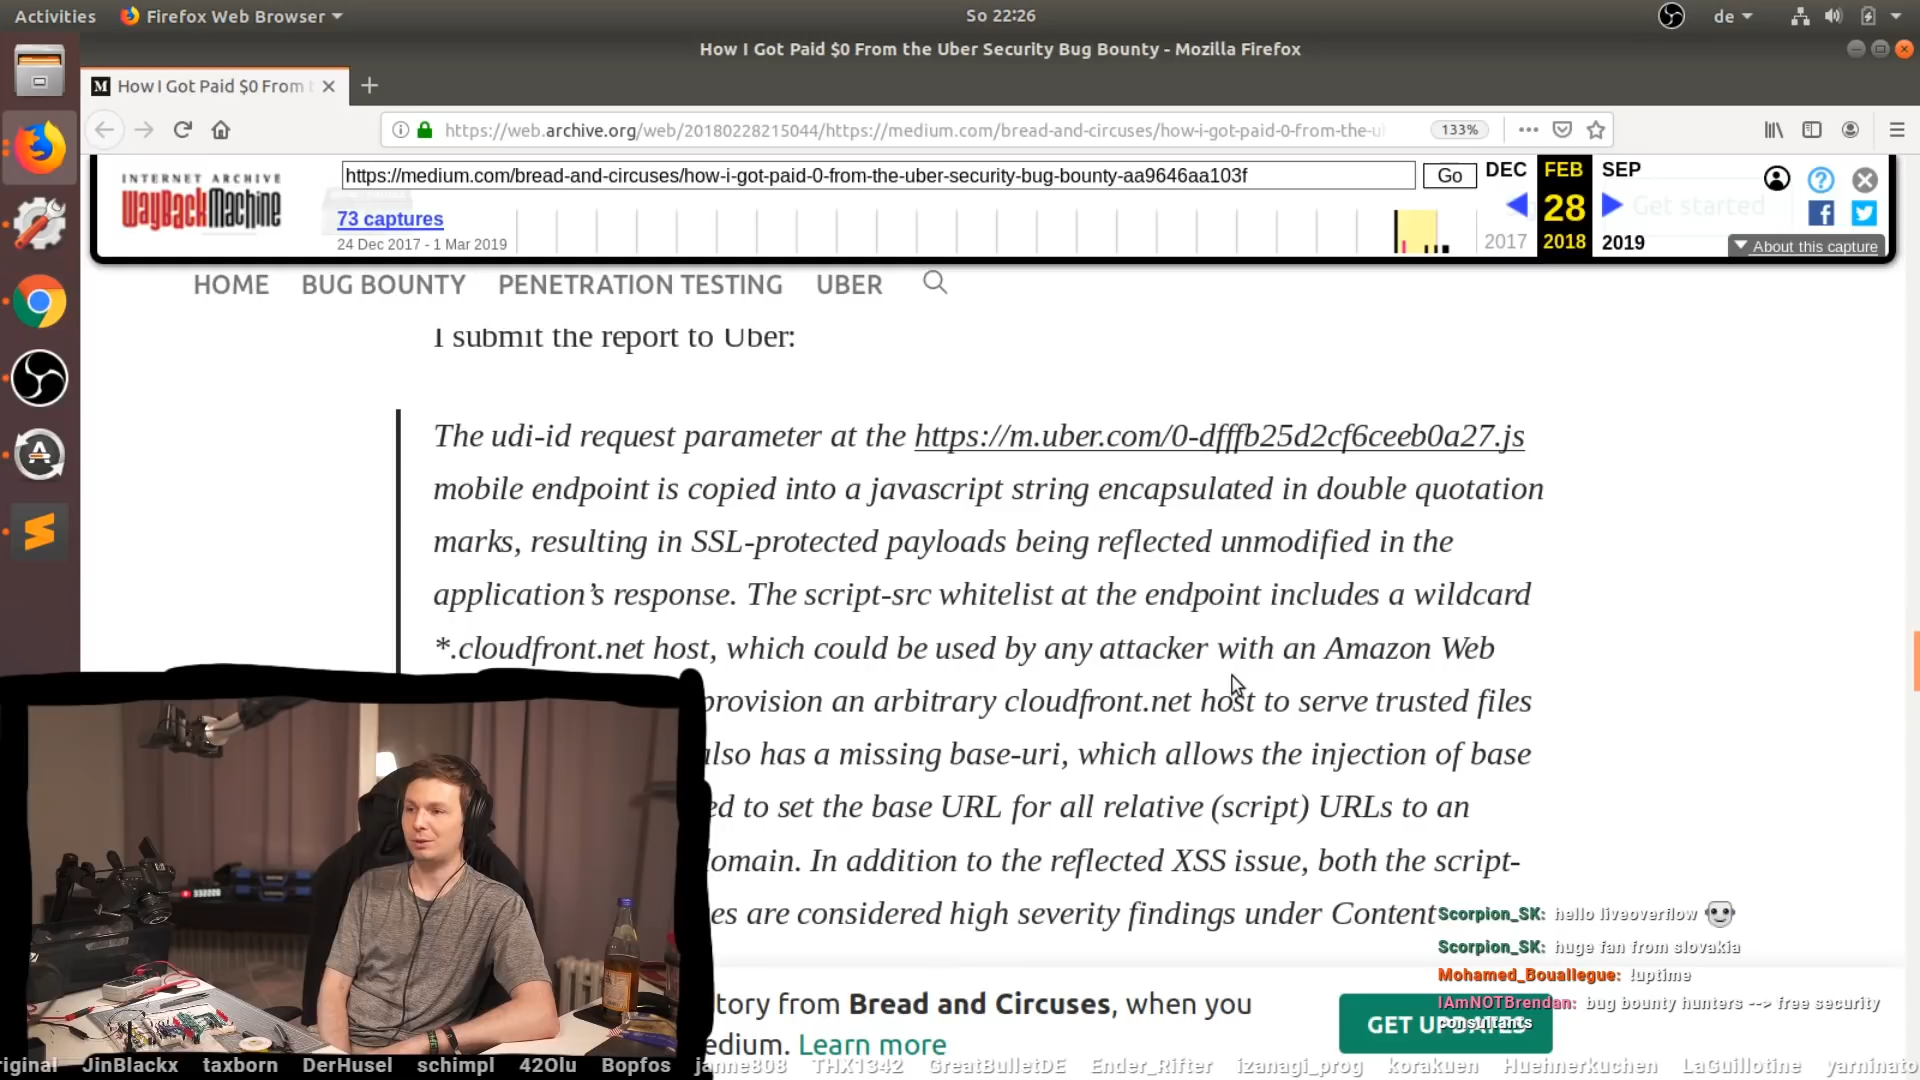 Activities
Firefox Web Browser
So 22:26
de
How I Got Paid $0 From the Uber Security Bug Bounty - Mozilla Firefox
M How I Got Paid $0 From
https://web.archive.org/web/20180228215044/https://medium.com/bread-and-circuses/how-i-got-paid-0-from-the-u
133%
INTERNET ARCHIVE
WayBackMachine
https://medium.com/bread-and-circuses/how-i-got-paid-0-from-the-uber-security-bug-bounty-aa9646aa103f
Go
DEC
FEB
SEP
73 captures
24 Dec 2017 - 1 Mar 2019
28
Get started
2017
2018
2019
About this capture
HOME
BUG BOUNTY
PENETRATION TESTING
UBER
I submit the report to Uber:
The udi-id request parameter at the https://m.uber.com/0-dfffb25d2cf6ceeb0a27.js
mobile endpoint is copied into a javascript string encapsulated in double quotation
marks, resulting in SSL-protected payloads being reflected unmodified in the
application’s response. The script-src whitelist at the endpoint includes a wildcard
*.cloudfront.net host, which could be used by any attacker with an Amazon Web
provision an arbitrary cloudfront.net host to serve trusted files
also has a missing base-uri, which allows the injection of base
ed to set the base URL for all relative (script) URLs to an
omain. In addition to the reflected XSS issue, both the script-
es are considered high severity findings under Content
Scorpion_SK: hello liveoverflow
Scorpion_SK: huge fan from slovakia
Mohamed_Bouallegue: !uptime
IAmNOTBrendan: bug bounty hunters --> free security
consultants
tory from Bread and Circuses, when you
edium. Learn more
GET UPDATES
riginal JinBlackx taxborn DerHusel schimpl 42Olu Bopfos janne808 THX1342 GreatBulletDE Ender_Rifter izanagi_prog korakuen Huehnerkuchen LaGuillotine yarninato